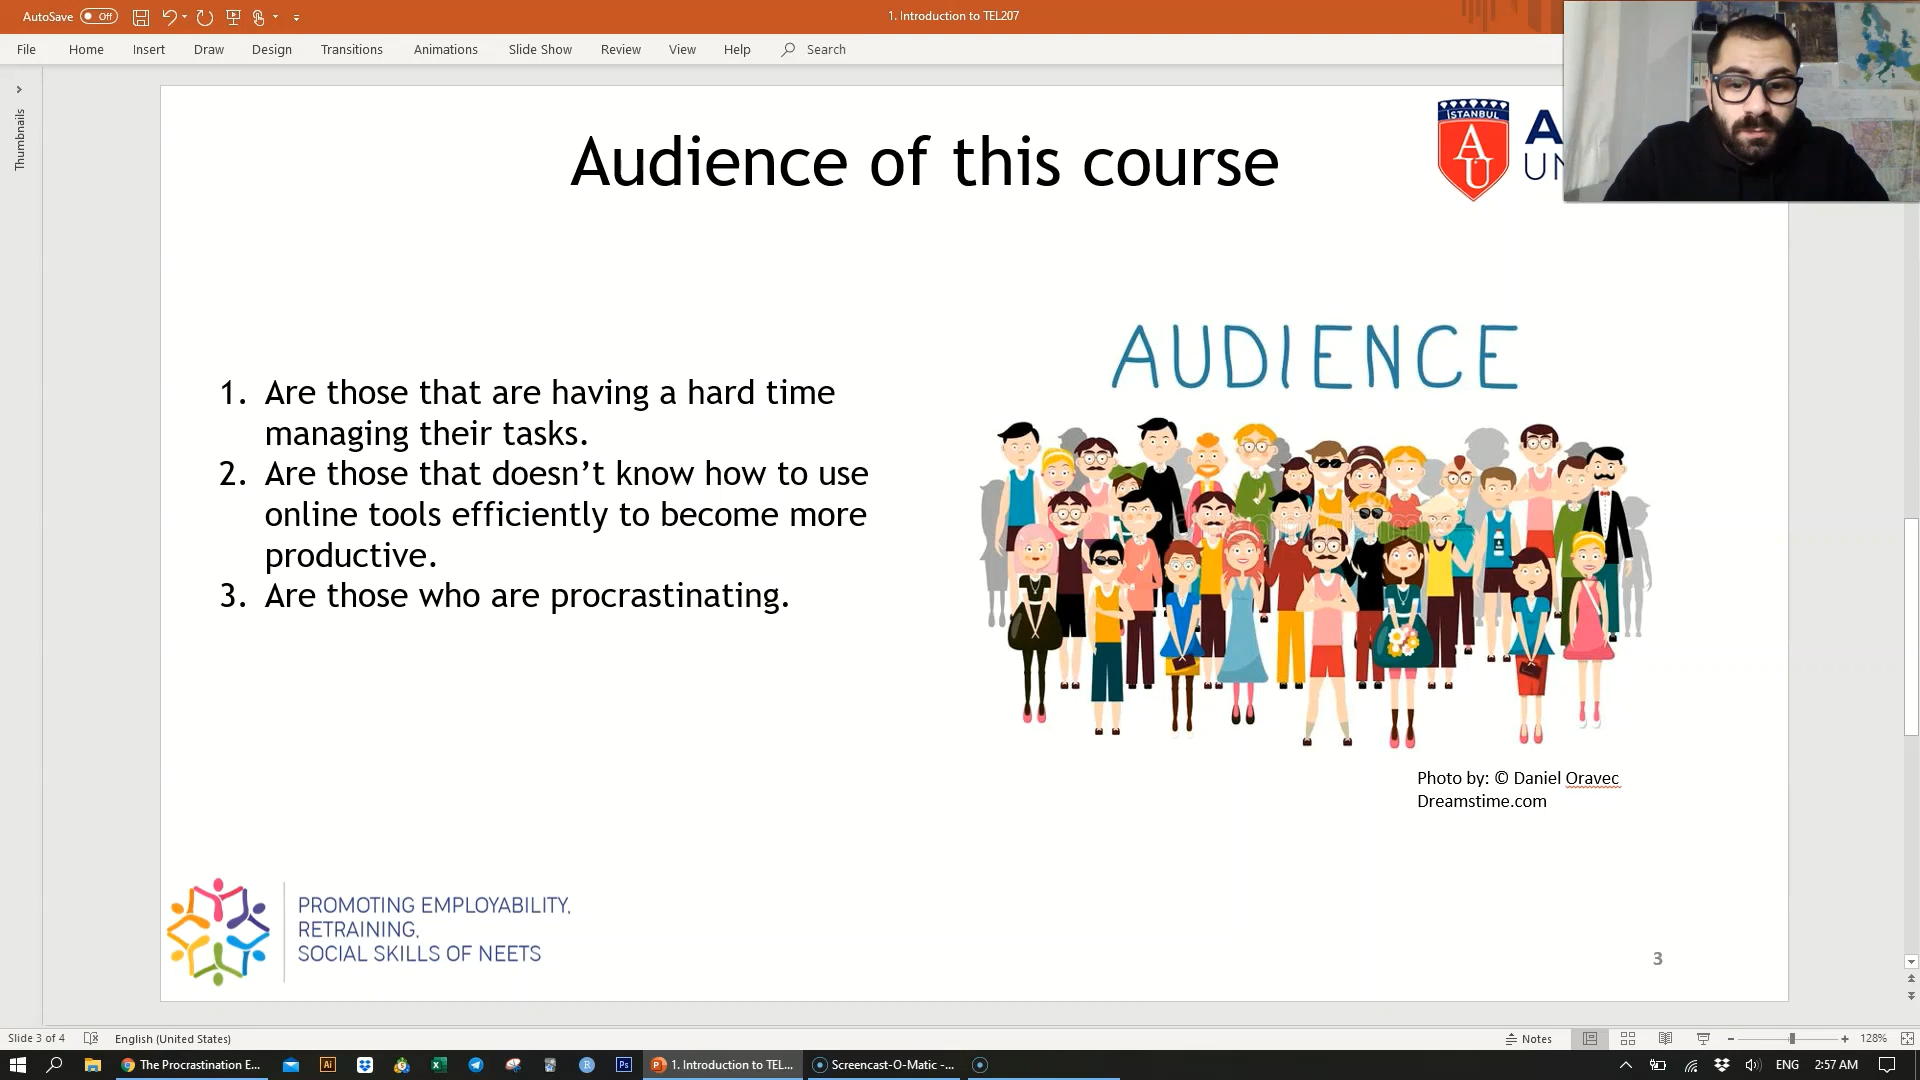 AutoSave Off
1. Introduction to TEL207
File Home Insert Draw Design Transitions Animations Slide Show Review View Help Search
Thumbnails
Audience of this course
ISTANBUL
AU
A
UN
AUDIENCE
1. Are those that are having a hard time
managing their tasks.
2. Are those that doesn’t know how to use
online tools efficiently to become more
productive.
3. Are those who are procrastinating.
Photo by: © Daniel Oravec
Dreamstime.com
PROMOTING EMPLOYABILITY,
RETRAINING,
SOCIAL SKILLS OF NEETS
3
Slide 3 of 4 English (United States) Notes 128%
The Procrastination E... Ai Ps 1. Introduction to TEL... Screencast-O-Matic -... ENG 2:57 AM